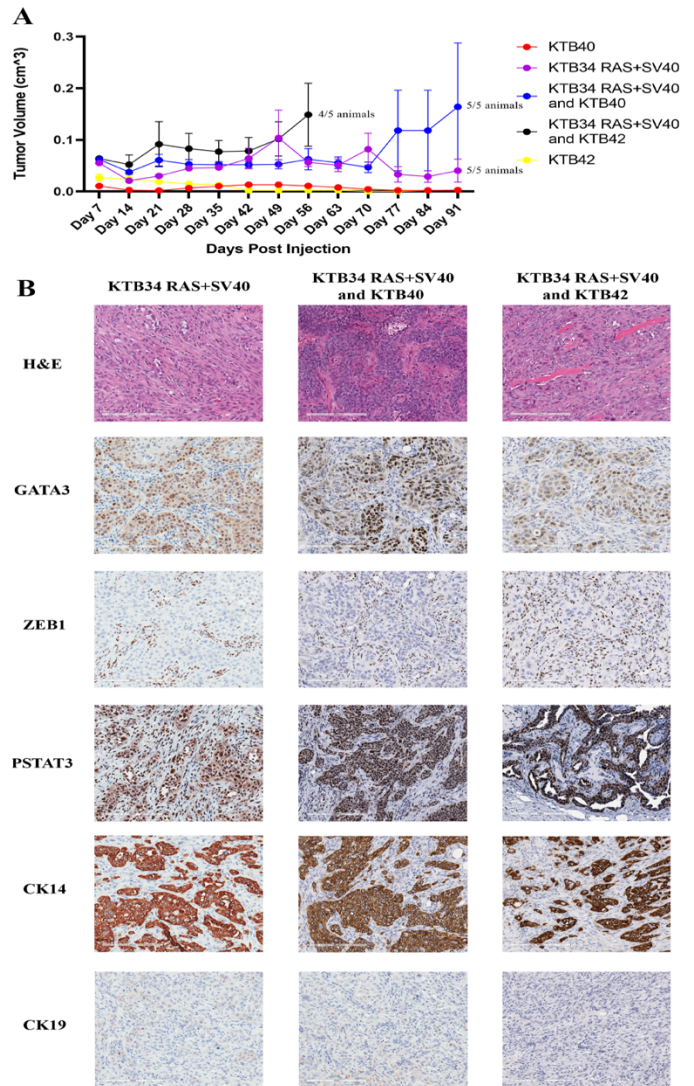 A
Tumor Volume (cm^3)
0.3
0.2
0.1
0.0
4/5 animals
5/5 animals
5/5 animals
Day 7
Day 14
Day 21
Day 28
Day 35
Day 42
Day 49
Day 56
Day 63
Day 70
Day 77
Day 84
Day 91
Days Post Injection
KTB40
KTB34 RAS+SV40
KTB34 RAS+SV40
and KTB40
KTB34 RAS+SV40
and KTB42
KTB42
B
KTB34 RAS+SV40
KTB34 RAS+SV40
and KTB40
KTB34 RAS+SV40
and KTB42
H&E
GATA3
ZEB1
PSTAT3
CK14
CK19